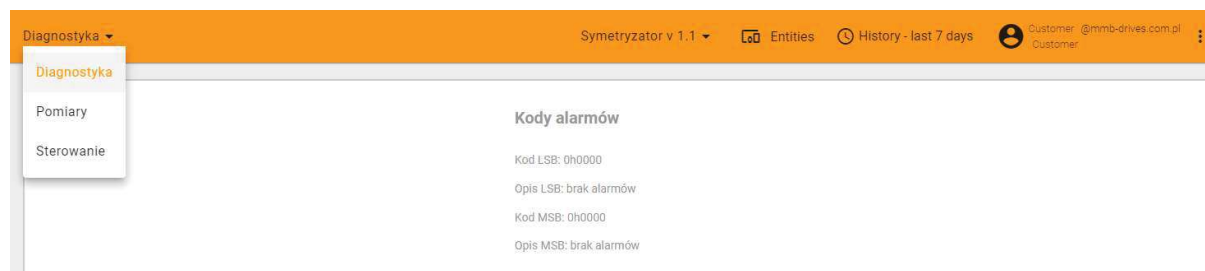 Diagnostyka
Symetryzator v 1.1
Entities
History - last 7 days
Customer @mmb-drives.com.pl
Customer
Diagnostyka
Pomiary
Sterowanie
Kody alarmów
Kod LSB: 0h0000
Opis LSB: brak alarmów
Kod MSB: 0h0000
Opis MSB: brak alarmów